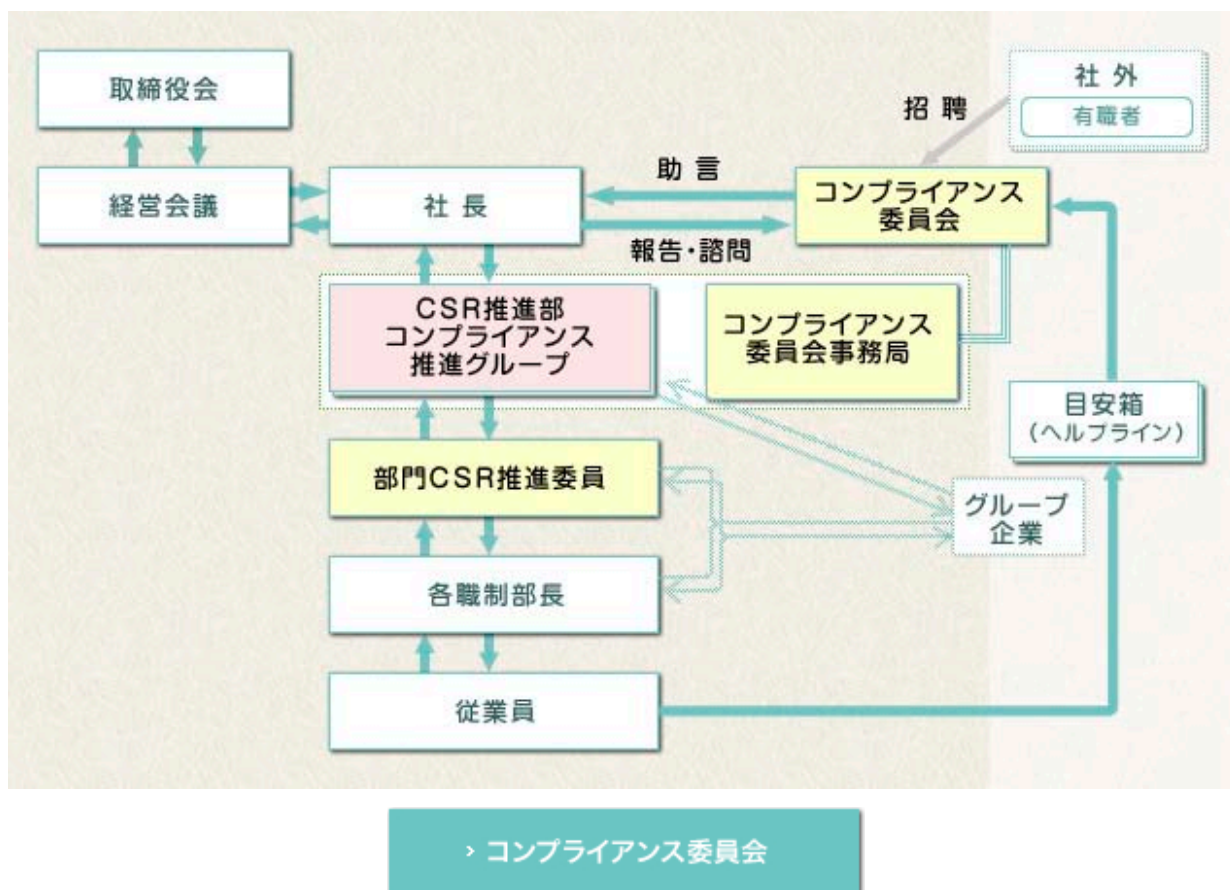 取締役会
社 外
有職者
招 聘
助 言
経営会議
社 長
コンプライアンス
委員会
報告・諮問
CSR推進部
コンプライアンス
推進グループ
コンプライアンス
委員会事務局
目安箱
(ヘルプライン)
部門CSR推進委員
グループ
企業
各職制部長
従業員
› コンプライアンス委員会